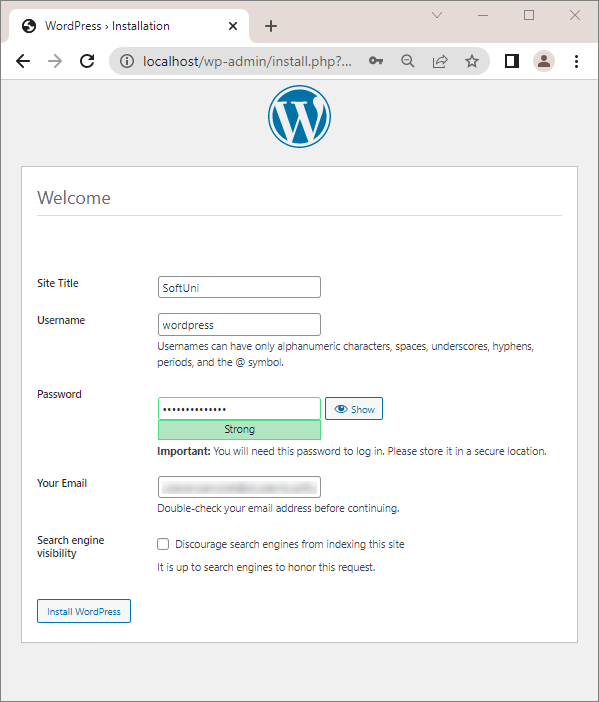 WordPress › Installation
localhost/wp-admin/install.php?...
Welcome
Site Title
SoftUni
Username
wordpress
Usernames can have only alphanumeric characters, spaces, underscores, hyphens,
periods, and the @ symbol.
Password
••••••••••••••
Show
Strong
Important: You will need this password to log in. Please store it in a secure location.
Your Email
Double-check your email address before continuing.
Search engine
visibility
Discourage search engines from indexing this site
It is up to search engines to honor this request.
Install WordPress